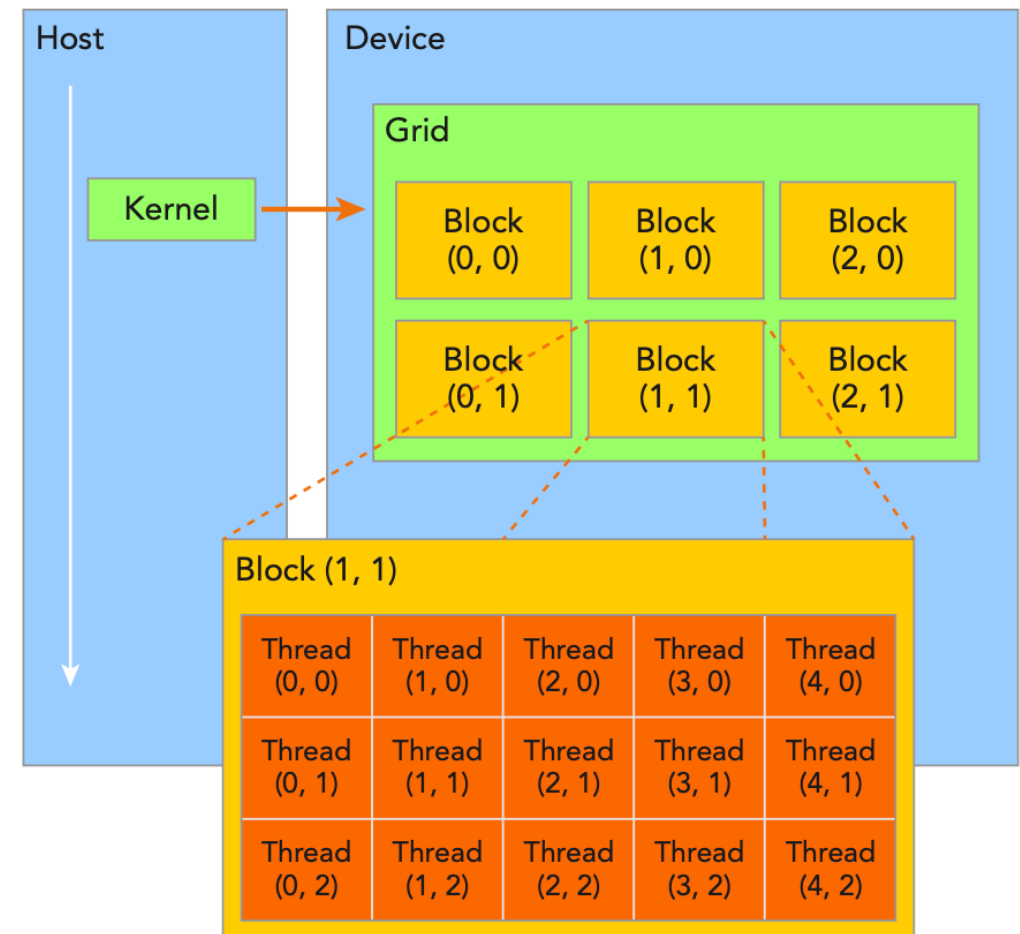 Host
Device
Grid
Kernel
Block
(0, 0)
Block
(1, 0)
Block
(2, 0)
Block
(0, 1)
Block
(1, 1)
Block
(2, 1)
Block (1, 1)
Thread
(0, 0)
Thread
(1, 0)
Thread
(2, 0)
Thread
(3, 0)
Thread
(4, 0)
Thread
(0, 1)
Thread
(1, 1)
Thread
(2, 1)
Thread
(3, 1)
Thread
(4, 1)
Thread
(0, 2)
Thread
(1, 2)
Thread
(2, 2)
Thread
(3, 2)
Thread
(4, 2)